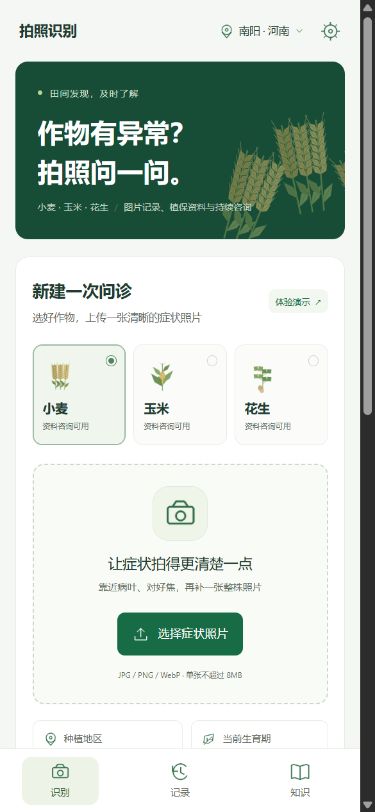 拍照识别
南阳 · 河南
田间发现，及时了解
作物有异常？
拍照问一问。
小麦 · 玉米 · 花生 / 图片记录、植保资料与持续咨询
新建一次问诊
体验演示 ↗
选好作物，上传一张清晰的症状照片
小麦
资料咨询可用
玉米
资料咨询可用
花生
资料咨询可用
让症状拍得更清楚一点
靠近病叶、对好焦，再补一张整株照片
选择症状照片
JPG / PNG / WebP · 单张不超过 8MB
种植地区
当前生育期
识别
记录
知识